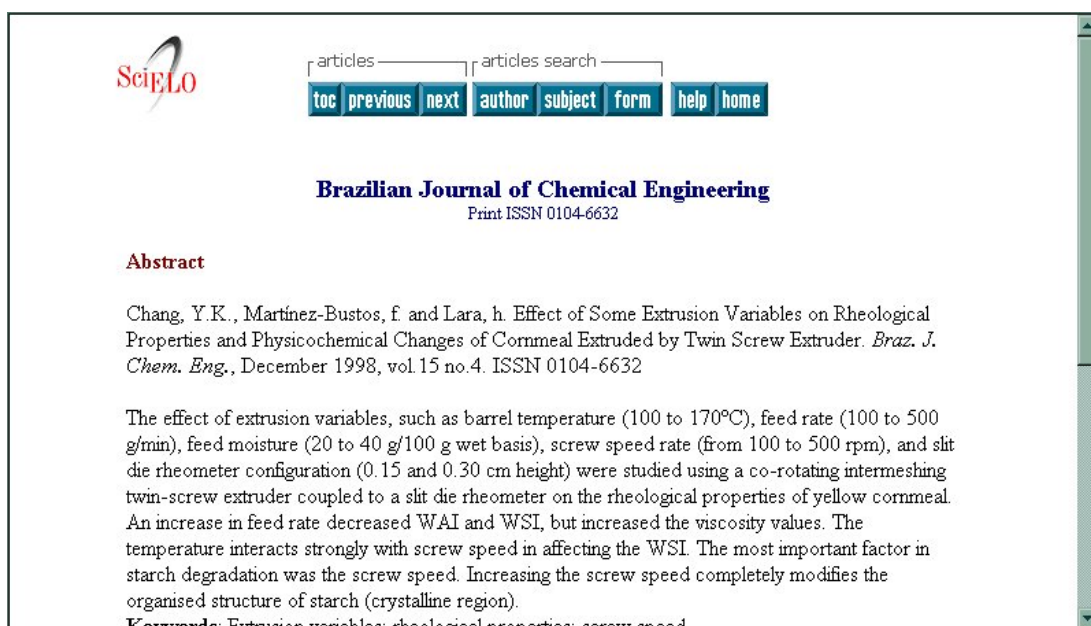 SciELO
articles articles search
toc previous next author subject form help home
Brazilian Journal of Chemical Engineering
Print ISSN 0104-6632
Abstract
Chang, Y.K., Martínez-Bustos, f. and Lara, h. Effect of Some Extrusion Variables on Rheological
Properties and Physicochemical Changes of Cornmeal Extruded by Twin Screw Extruder. Braz. J.
Chem. Eng., December 1998, vol.15 no.4. ISSN 0104-6632
The effect of extrusion variables, such as barrel temperature (100 to 170ºC), feed rate (100 to 500
g/min), feed moisture (20 to 40 g/100 g wet basis), screw speed rate (from 100 to 500 rpm), and slit
die rheometer configuration (0.15 and 0.30 cm height) were studied using a co-rotating intermeshing
twin-screw extruder coupled to a slit die rheometer on the rheological properties of yellow cornmeal.
An increase in feed rate decreased WAI and WSI, but increased the viscosity values. The
temperature interacts strongly with screw speed in affecting the WSI. The most important factor in
starch degradation was the screw speed. Increasing the screw speed completely modifies the
organised structure of starch (crystalline region).
Keywords: Extrusion variables; rheological properties; screw speed